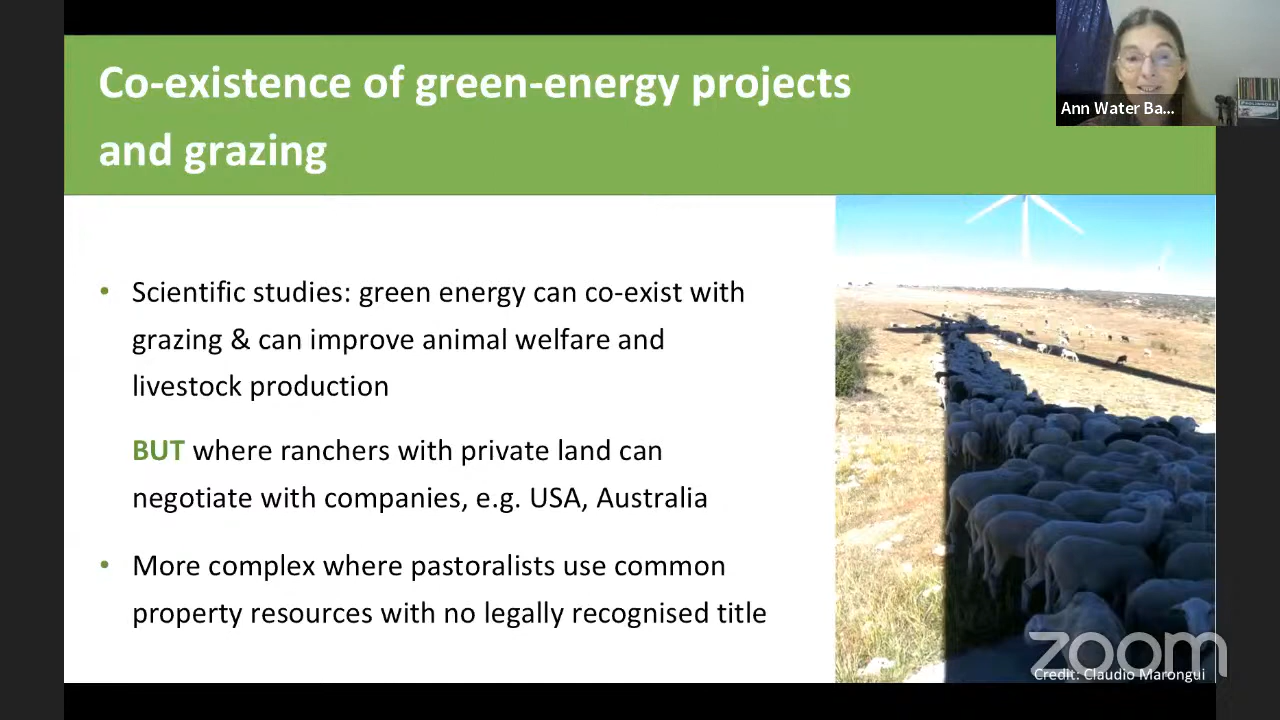 Co-existence of green-energy projects
and grazing
Ann Water Ba...
• Scientific studies: green energy can co-exist with
grazing & can improve animal welfare and
livestock production
BUT where ranchers with private land can
negotiate with companies, e.g. USA, Australia
• More complex where pastoralists use common
property resources with no legally recognised title
zoom
Credit: Claudio Marongui